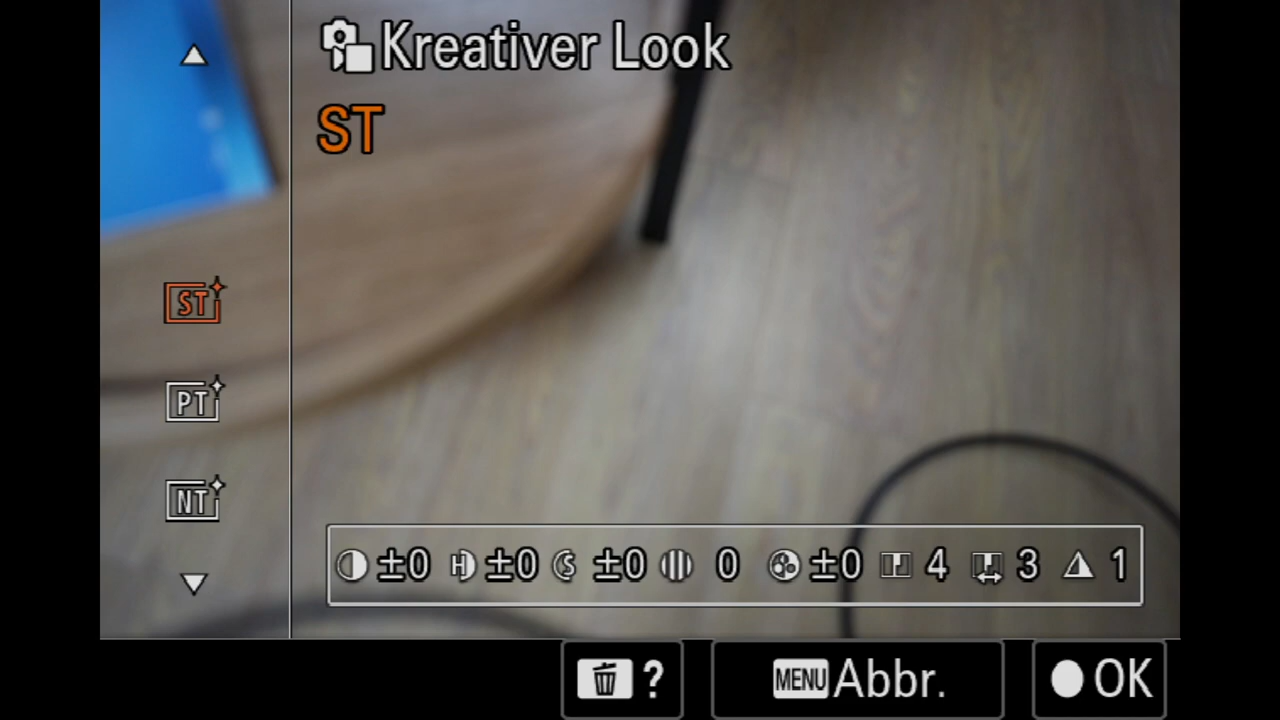 Kreativer Look
ST
ST
PT
NT
±0 H ±0 S ±0 0 ±0 4 3 1
? MENU Abbr. OK